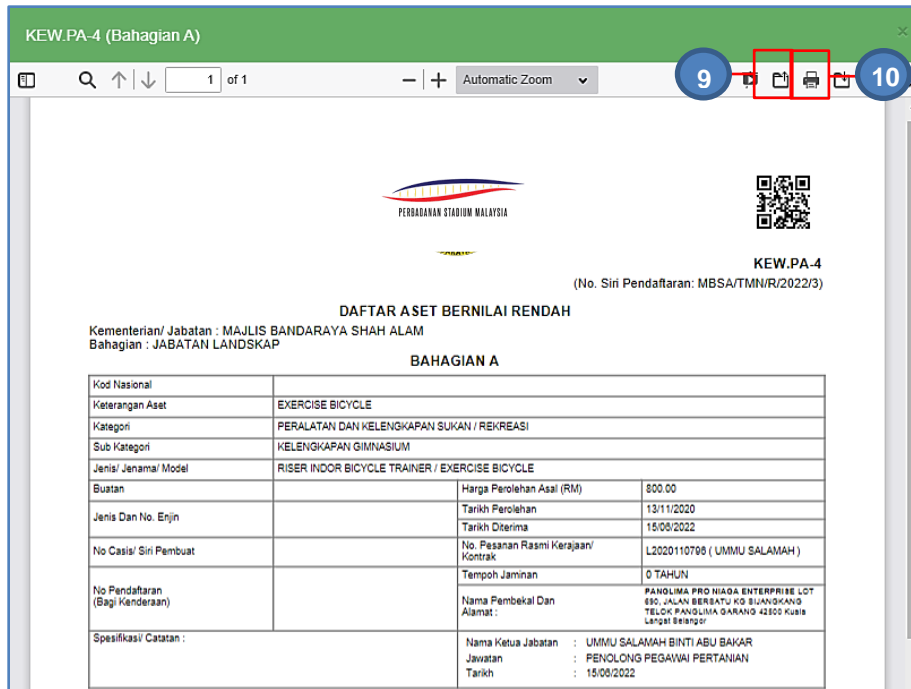 KEW.PA-4 (Bahagian A)
1 of 1
Automatic Zoom
9
10
PERBADANAN STADIUM MALAYSIA
KEW.PA-4
(No. Siri Pendaftaran: MBSA/TMN/R/2022/3)
DAFTAR ASET BERNILAI RENDAH
Kementerian/ Jabatan : MAJLIS BANDARAYA SHAH ALAM
Bahagian : JABATAN LANDSKAP
BAHAGIAN A
Kod Nasional
Keterangan Aset EXERCISE BICYCLE
Kategori PERALATAN DAN KELENGKAPAN SUKAN / REKREASI
Sub Kategori KELENGKAPAN GIMNASIUM
Jenis/ Jenama/ Model RISER INDOR BICYCLE TRAINER / EXERCISE BICYCLE
Buatan Harga Perolehan Asal (RM) 800.00
Jenis Dan No. Enjin Tarikh Perolehan 13/11/2020
Tarikh Diterima 15/06/2022
No Casis/ Siri Pembuat No. Pesanan Rasmi Kerajaan/
Kontrak L2020110796 ( UMMU SALAMAH )
Tempoh Jaminan 0 TAHUN
No Pendaftaran
(Bagi Kenderaan)
Nama Pembekal Dan
Alamat :
PANGLIMA PRO NIAGA ENTERPRISE LOT
690, JALAN BERSATU KG SIJANGKANG
TELOK PANGLIMA GARANG 42500 Kuala
Langat Selangor
Spesifikasi/ Catatan :
Nama Ketua Jabatan : UMMU SALAMAH BINTI ABU BAKAR
Jawatan : PENOLONG PEGAWAI PERTANIAN
Tarikh : 15/06/2022